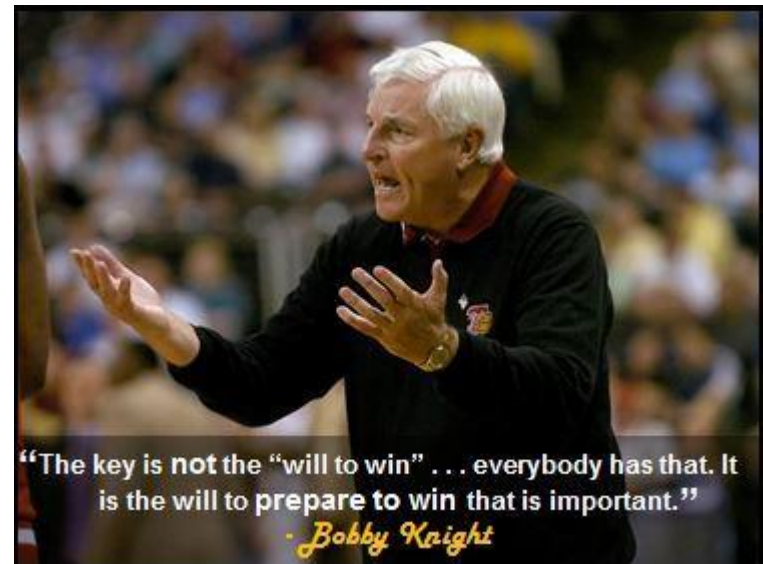 “The key is not the “will to win” . . . everybody has that. It
is the will to prepare to win that is important.”
- Bobby Knight